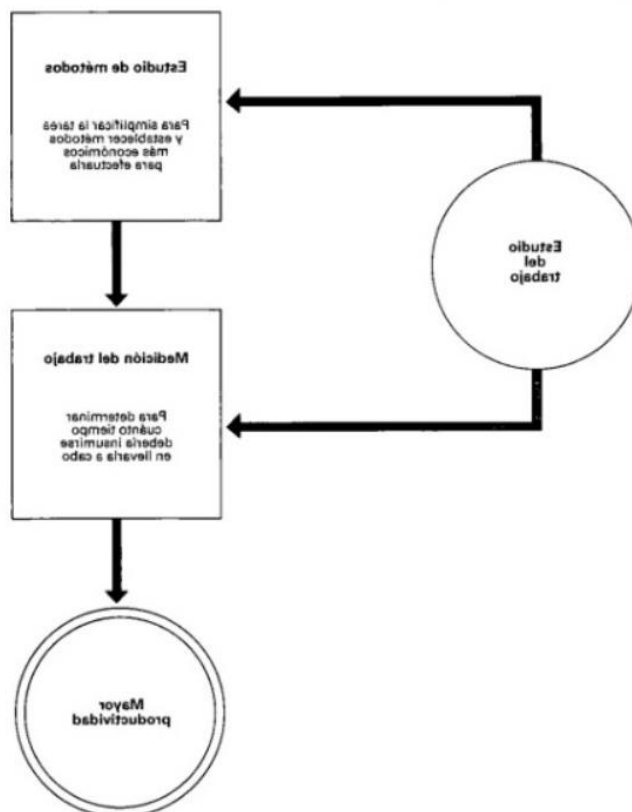 Estudio de métodos
Para simplificar la tarea
y establecer métodos
más económicos
para efectuarla
Estudio
del
trabajo
Medición del trabajo
Para determinar
cuánto tiempo
debería insumirse
en llevarla a cabo
Mayor
productividad